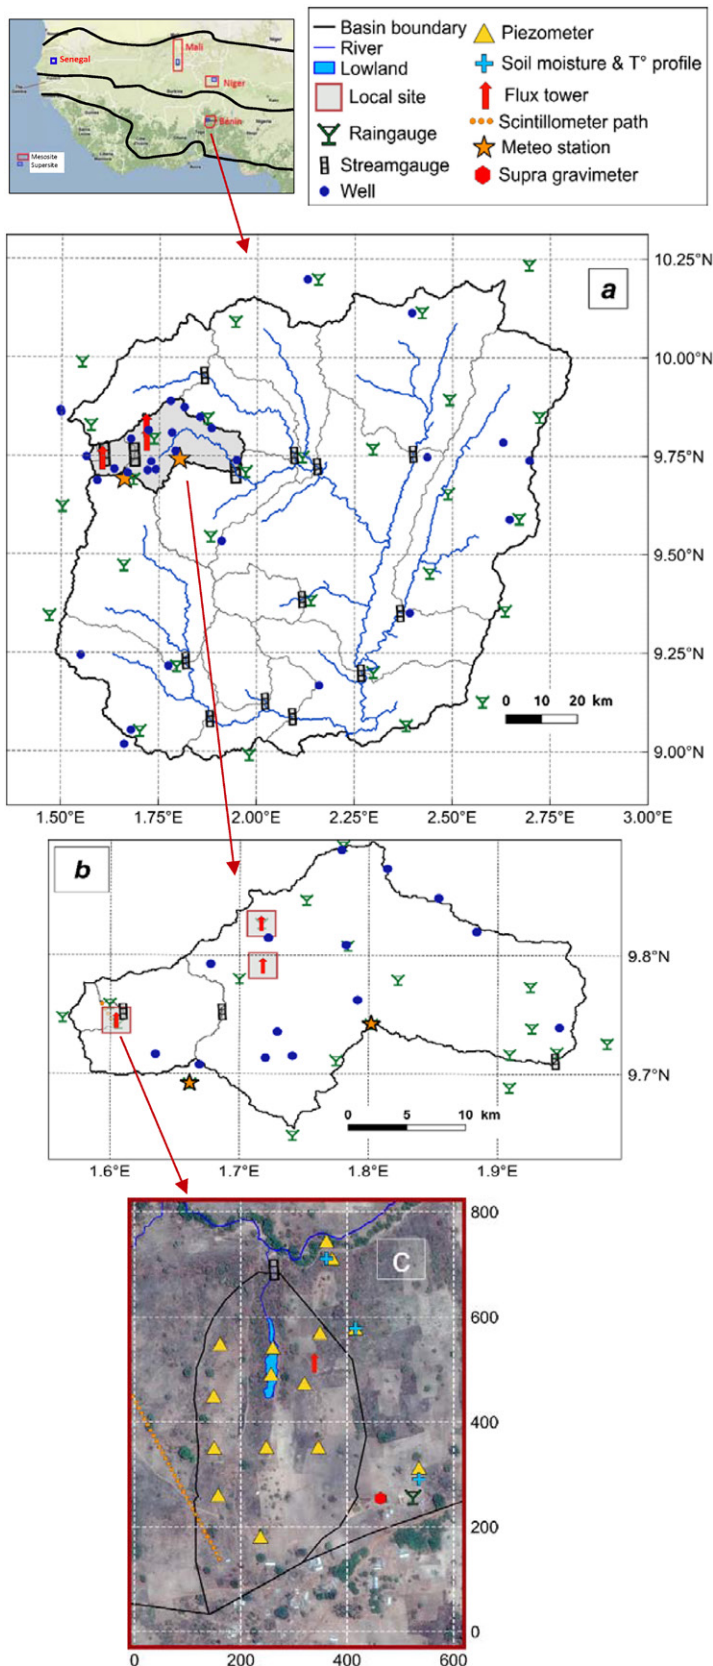 Mali
Senegal
Niger
Benin
Mesosite
Supersite
Basin boundary
River
Lowland
Local site
Raingauge
Streamgauge
Well
Piezometer
Soil moisture & T° profile
Flux tower
Scintillometer path
Meteo station
Supra gravimeter
a
10.25°N
10.00°N
9.75°N
9.50°N
9.25°N
9.00°N
0 10 20 km
1.50°E 1.75°E 2.00°E 2.25°E 2.50°E 2.75°E 3.00°E
b
9.8°N
9.7°N
0 5 10 km
1.6°E 1.7°E 1.8°E 1.9°E
C
800
600
400
200
0
0 200 400 600